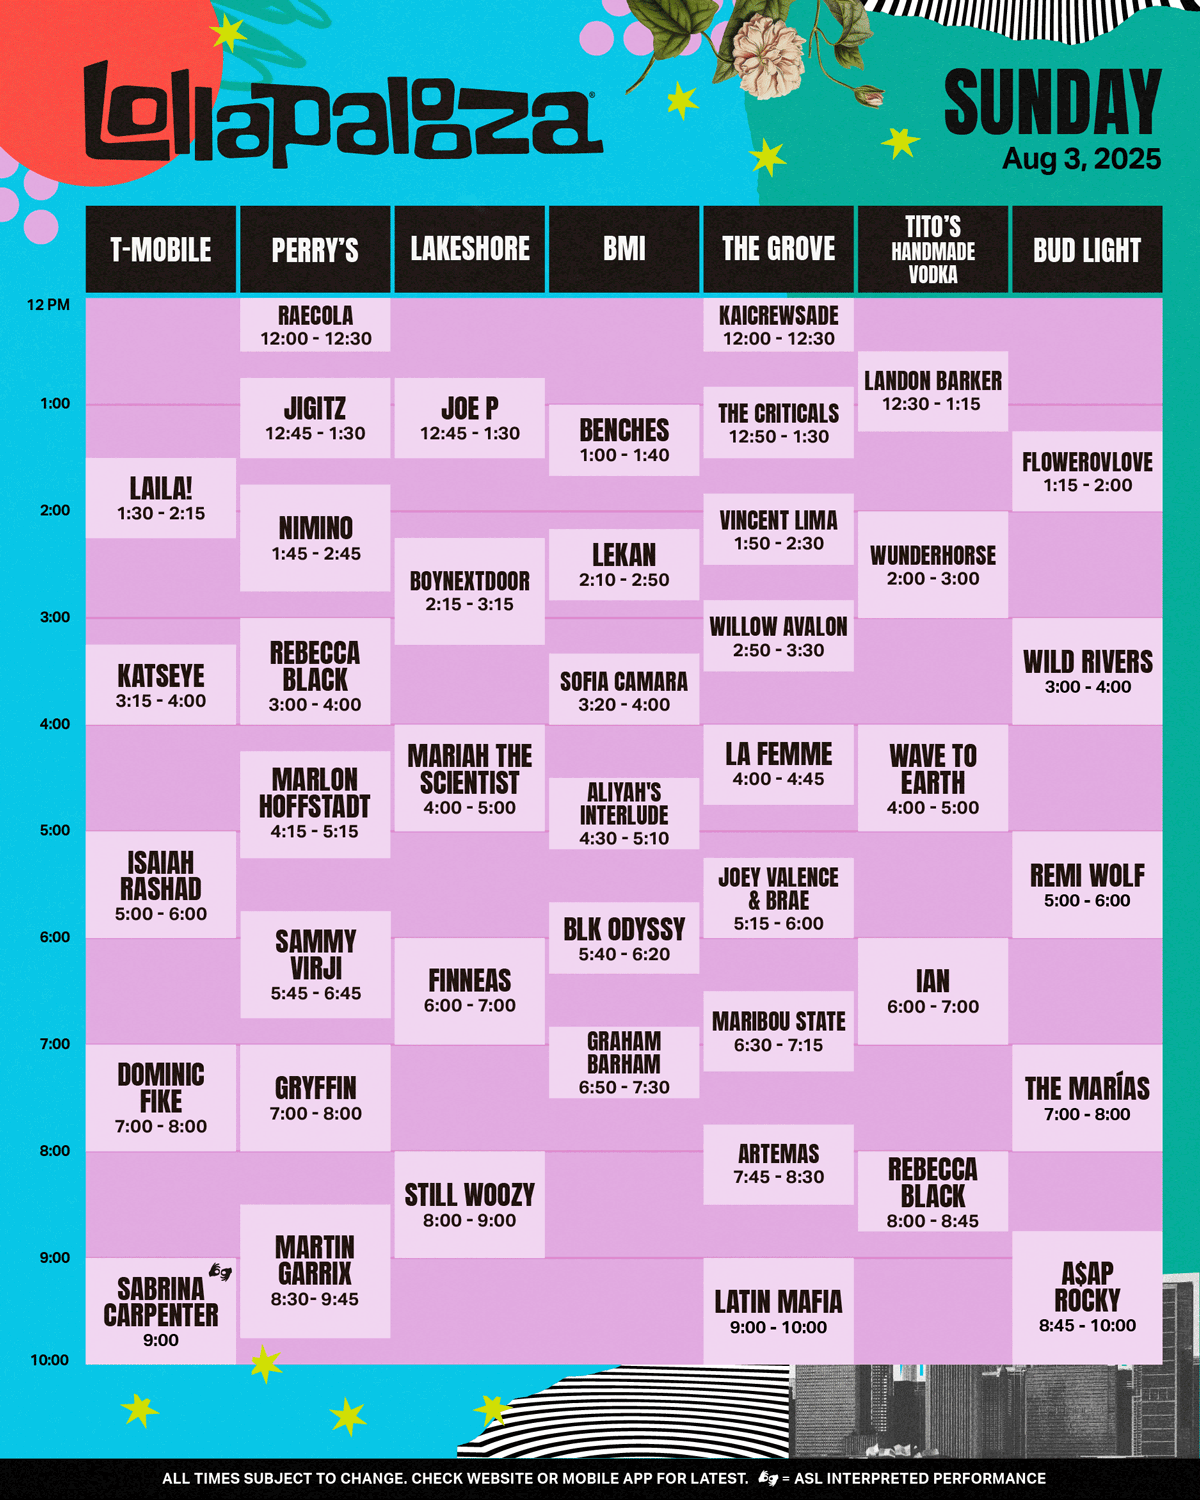 Lollapalooza®
SUNDAY
Aug 3, 2025
T-MOBILE
PERRY'S
LAKESHORE
BMI
THE GROVE
TITO'S
HANDMADE
VODKA
BUD LIGHT
12 PM
1:00
2:00
3:00
4:00
5:00
6:00
7:00
8:00
9:00
10:00
LAILA!
1:30 - 2:15
KATSEYE
3:15 - 4:00
ISAIAH
RASHAD
5:00 - 6:00
DOMINIC
FIKE
7:00 - 8:00
SABRINA
CARPENTER
9:00
RAECOLA
12:00 - 12:30
JIGITZ
12:45 - 1:30
NIMINO
1:45 - 2:45
REBECCA
BLACK
3:00 - 4:00
MARLON
HOFFSTADT
4:15 - 5:15
SAMMY
VIRJI
5:45 - 6:45
GRYFFIN
7:00 - 8:00
MARTIN
GARRIX
8:30- 9:45
JOE P
12:45 - 1:30
BOYNEXTDOOR
2:15 - 3:15
MARIAH THE
SCIENTIST
4:00 - 5:00
FINNEAS
6:00 - 7:00
STILL WOOZY
8:00 - 9:00
BENCHES
1:00 - 1:40
LEKAN
2:10 - 2:50
SOFIA CAMARA
3:20 - 4:00
ALIYAH'S
INTERLUDE
4:30 - 5:10
BLK ODYSSY
5:40 - 6:20
GRAHAM
BARHAM
6:50 - 7:30
KAICREWSADE
12:00 - 12:30
THE CRITICALS
12:50 - 1:30
VINCENT LIMA
1:50 - 2:30
WILLOW AVALON
2:50 - 3:30
LA FEMME
4:00 - 4:45
JOEY VALENCE
& BRAE
5:15 - 6:00
MARIBOU STATE
6:30 - 7:15
ARTEMAS
7:45 - 8:30
LATIN MAFIA
9:00 - 10:00
LANDON BARKER
12:30 - 1:15
WUNDERHORSE
2:00 - 3:00
WAVE TO
EARTH
4:00 - 5:00
IAN
6:00 - 7:00
REBECCA
BLACK
8:00 - 8:45
FLOWEROVLOVE
1:15 - 2:00
WILD RIVERS
3:00 - 4:00
REMI WOLF
5:00 - 6:00
THE MARÍAS
7:00 - 8:00
A$AP
ROCKY
8:45 - 10:00
ALL TIMES SUBJECT TO CHANGE. CHECK WEBSITE OR MOBILE APP FOR LATEST. = ASL INTERPRETED PERFORMANCE